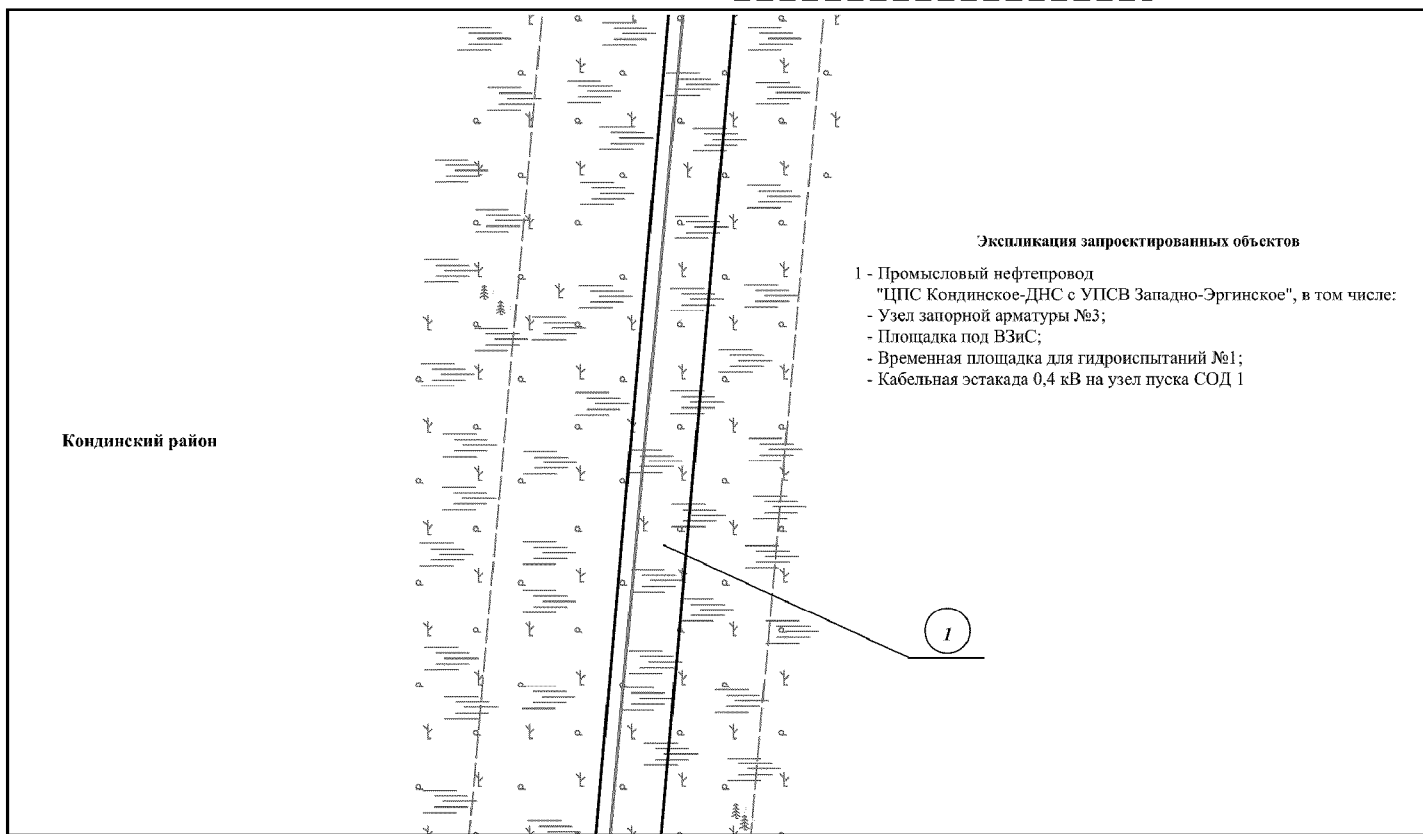 Экспликация запроектированных объектов
1 - Промысловый нефтепровод
"ЦПС Кондинское-ДНС с УПСВ Западно-Эргинское", в том числе:
- Узел запорной арматуры №3;
- Площадка под ВЗиС;
- Временная площадка для гидроиспытаний №1;
- Кабельная эстакада 0,4 кВ на узел пуска СОД 1
Кондинский район
1